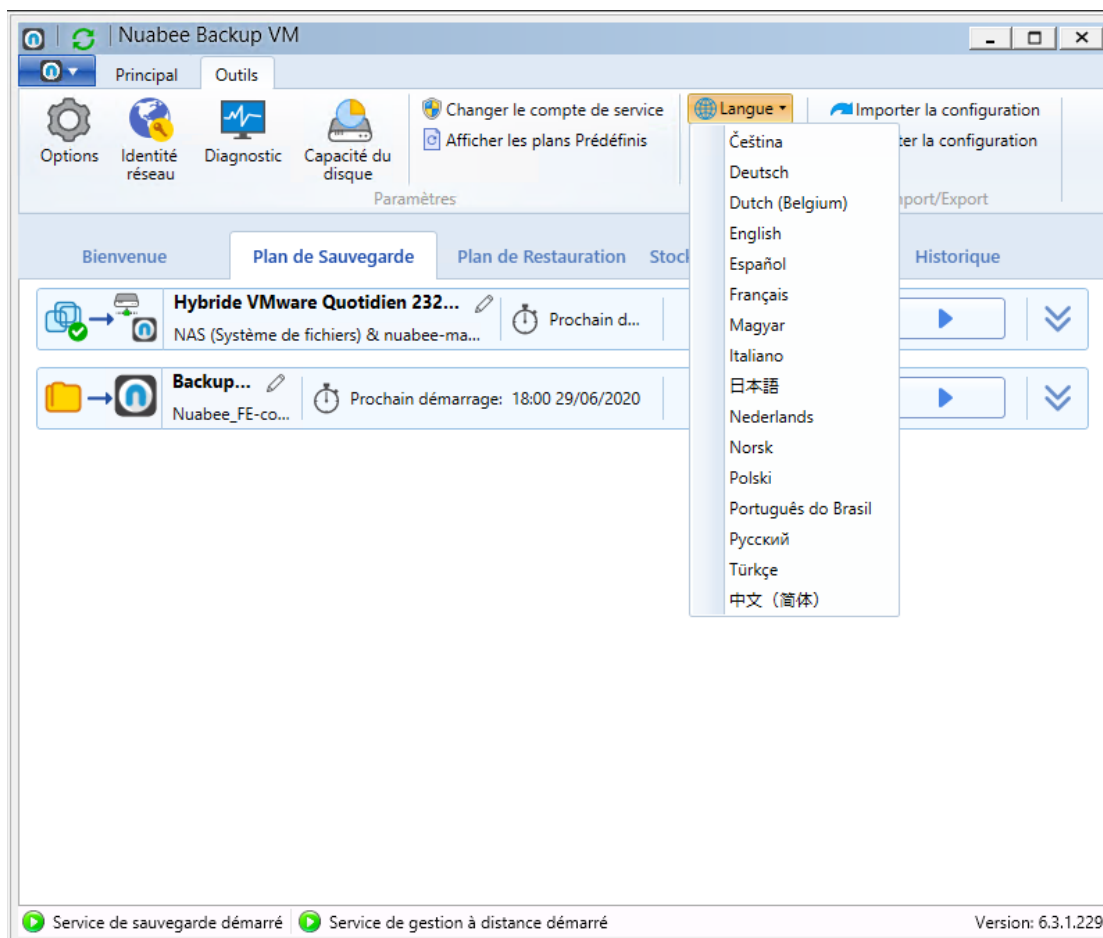 Nuabee Backup VM
Principal
Outils
Options
Identité
réseau
Diagnostic
Capacité du
disque
Changer le compte de service
Afficher les plans Prédéfinis
Paramètres
Langue
Importer la configuration
ter la configuration
port/Export
Čeština
Deutsch
Dutch (Belgium)
English
Español
Français
Magyar
Italiano
日本語
Nederlands
Norsk
Polski
Português do Brasil
Русский
Türkçe
中文（简体）
Bienvenue
Plan de Sauvegarde
Plan de Restauration
Stoc
Historique
Hybride VMware Quotidien 232...
NAS (Système de fichiers) & nuabee-ma...
Prochain d...
Backup...
Nuabee_FE-co...
Prochain démarrage: 18:00 29/06/2020
Service de sauvegarde démarré
Service de gestion à distance démarré
Version: 6.3.1.229